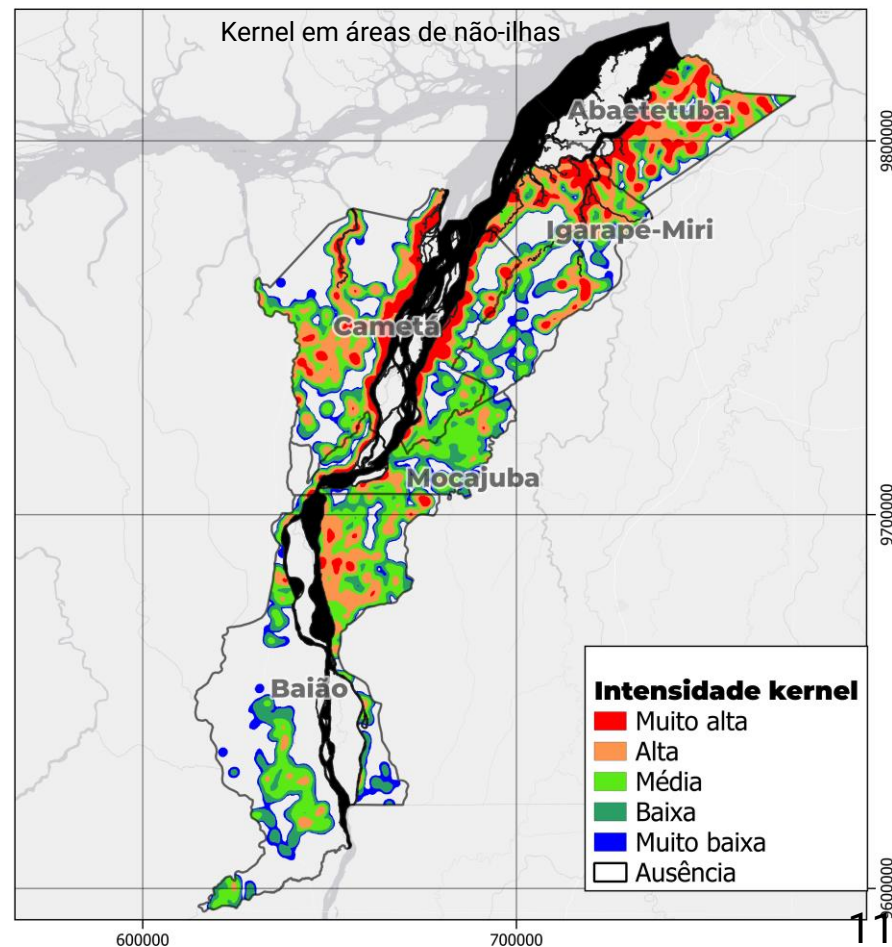 Kernel em áreas de não-ilhas
Abaetetuba
9800000
Igarapé-Miri
Cametá
Mocajuba
9700000
Baião
Intensidade kernel
Muito alta
Alta
Média
Baixa
Muito baixa
Ausência
9600000
11
600000
700000